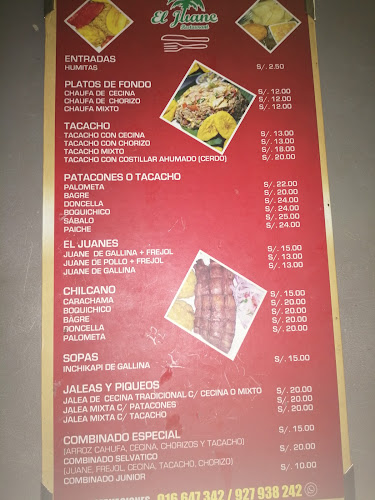 El Juane
Restaurant
ENTRADAS
HUMITAS S/. 2.50
PLATOS DE FONDO
CHAUFA DE CECINA S/. 12.00
CHAUFA DE CHORIZO S/. 12.00
CHAUFA MIXTO S/. 12.00
TACACHO
TACACHO CON CECINA S/. 13.00
TACACHO CON CHORIZO S/. 13.00
TACACHO MIXTO S/. 16.00
TACACHO CON COSTILLAR AHUMADO (CERDO) S/. 20.00
PATACONES O TACACHO
PALOMETA S/. 22.00
BAGRE S/. 20.00
DONCELLA S/. 24.00
BOQUICHICO S/. 24.00
SÁBALO S/. 25.00
PAICHE S/. 24.00
EL JUANES
JUANE DE GALLINA + FREJOL S/. 15.00
JUANE DE POLLO + FREJOL S/. 13.00
JUANE DE GALLINA S/. 13.00
CHILCANO
CARACHAMA S/. 15.00
BOQUICHICO S/. 20.00
BAGRE S/. 20.00
DONCELLA S/. 20.00
PALOMETA S/. 20.00
SOPAS
INCHIKAPI DE GALLINA S/. 15.00
JALEAS Y PIQUEOS
JALEA DE CECINA TRADICIONAL C/ CECINA O MIXTO S/. 20.00
JALEA MIXTA C/ PATACONES S/. 20.00
JALEA MIXTA C/ TACACHO S/. 20.00
COMBINADO ESPECIAL S/. 15.00
(ARROZ CAHUFA, CECINA, CHORIZOS Y TACACHO)
COMBINADO SELVATICO S/. 20.00
(JUANE, FREJOL, CECINA, TACACHO, CHORIZO)
COMBINADO JUNIOR S/. 10.00
916 647 342 / 927 938 242